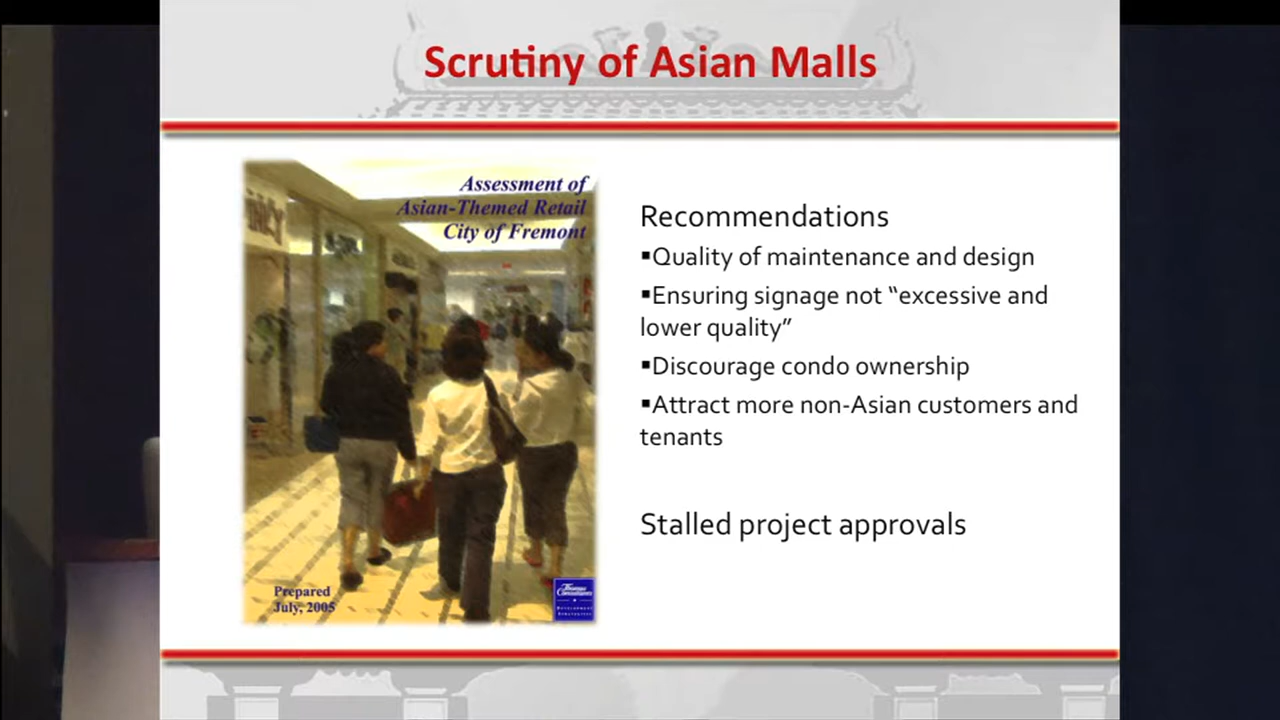 Scrutiny of Asian Malls
Assessment of
Asian-Themed Retail
City of Fremont
Recommendations
▪Quality of maintenance and design
▪Ensuring signage not “excessive and
lower quality”
▪Discourage condo ownership
▪Attract more non-Asian customers and
tenants
Stalled project approvals
Prepared
July, 2005
Thomas
Consultants